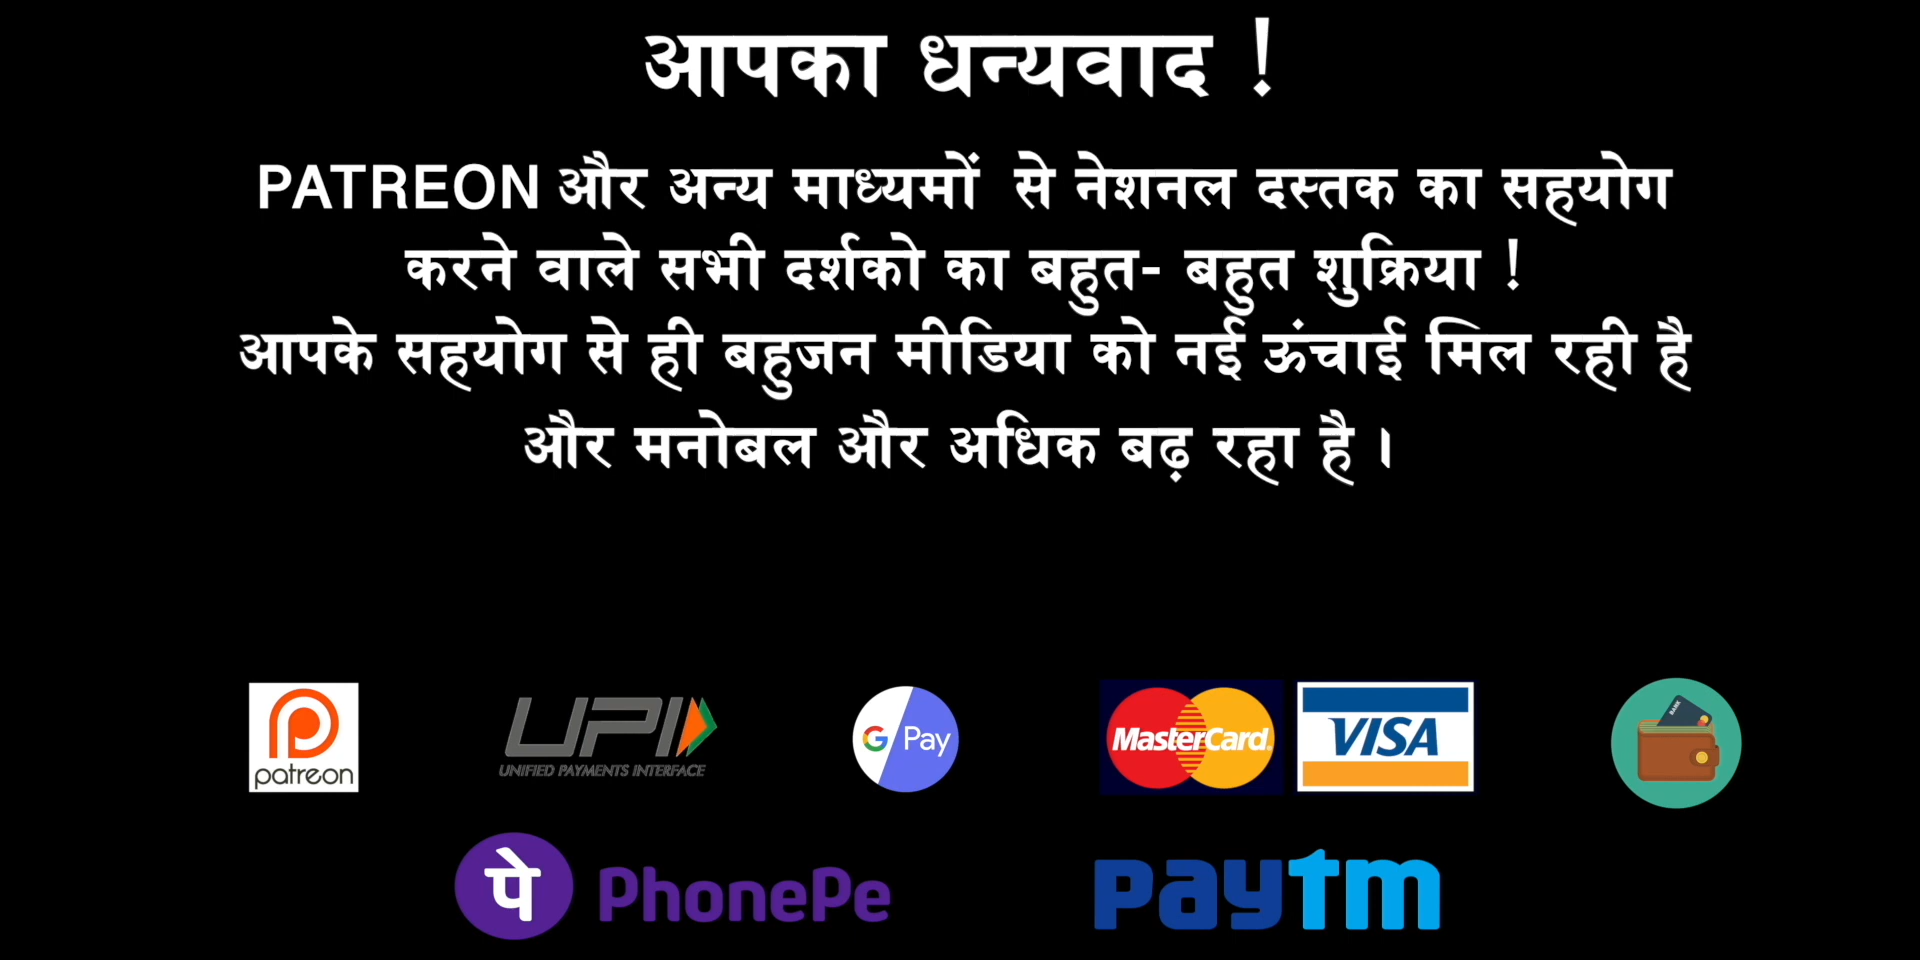 आपका धन्यवाद !
PATREON और अन्य माध्यमों से नेशनल दस्तक का सहयोग
करने वाले सभी दर्शको का बहुत- बहुत शुक्रिया !
आपके सहयोग से ही बहुजन मीडिया को नई ऊंचाई मिल रही है
और मनोबल और अधिक बढ़ रहा है ।
patreon
UPI
UNIFIED PAYMENTS INTERFACE
G Pay
MasterCard
VISA
BANK
पे PhonePe
paytm